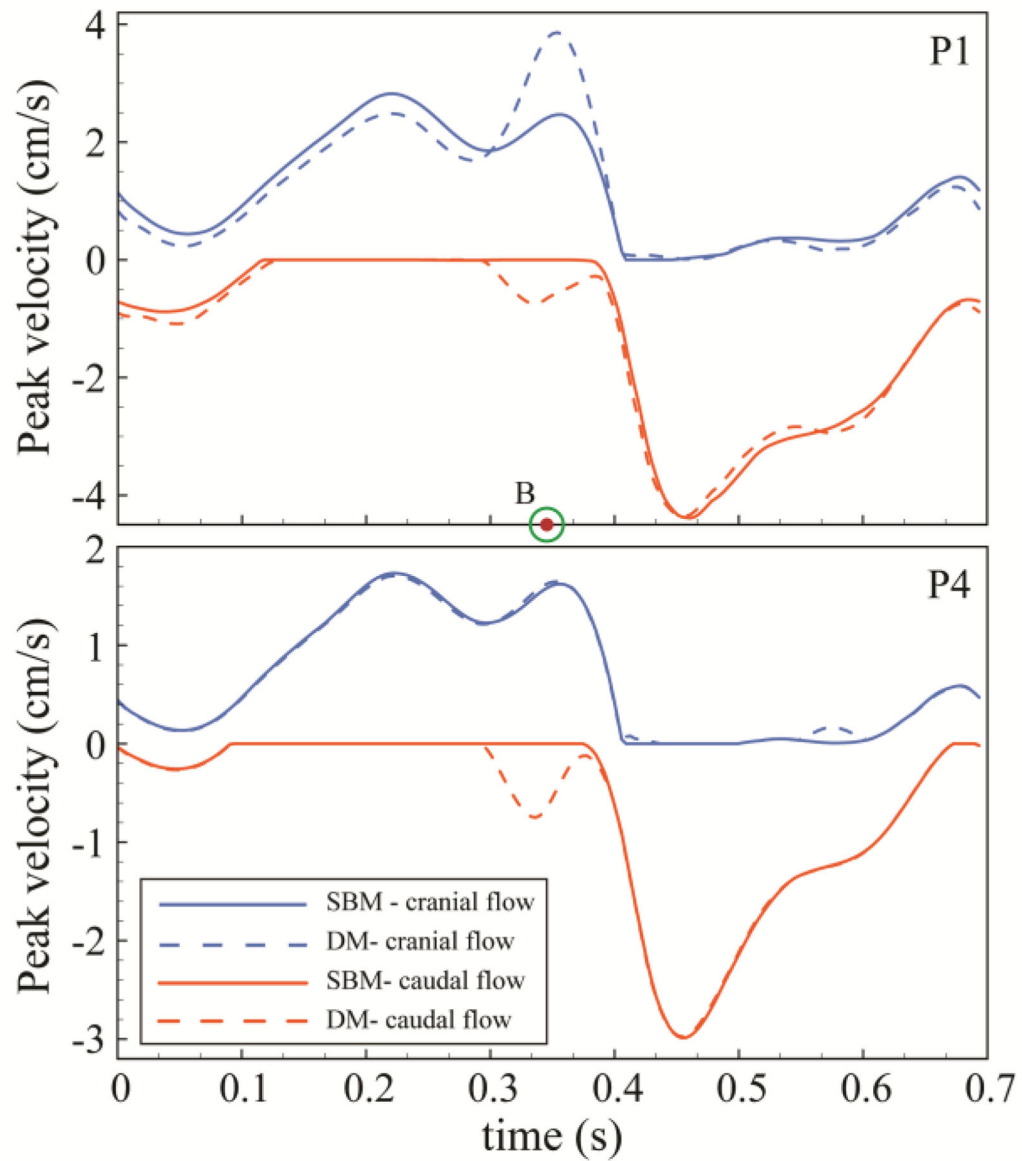 4
P1
2
0
-2
-4
Peak velocity (cm/s)
B
2
P4
1
0
-1
-2
-3
Peak velocity (cm/s)
SBM - cranial flow
DM- cranial flow
SBM- caudal flow
DM- caudal flow
0 0.1 0.2 0.3 0.4 0.5 0.6 0.7
time (s)